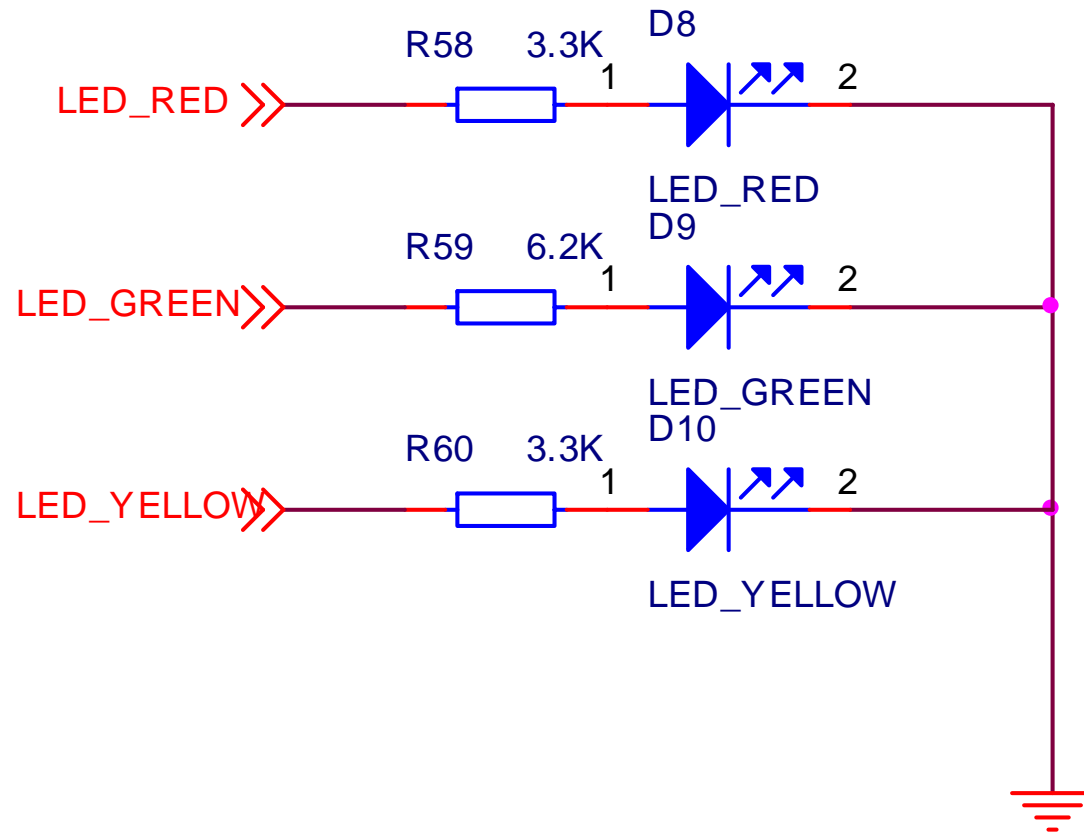 D8
R58 3.3K
1 2
LED_RED
LED_RED
D9
R59 6.2K
1 2
LED_GREEN
LED_GREEN
D10
R60 3.3K
1 2
LED_YELLOW
LED_YELLOW